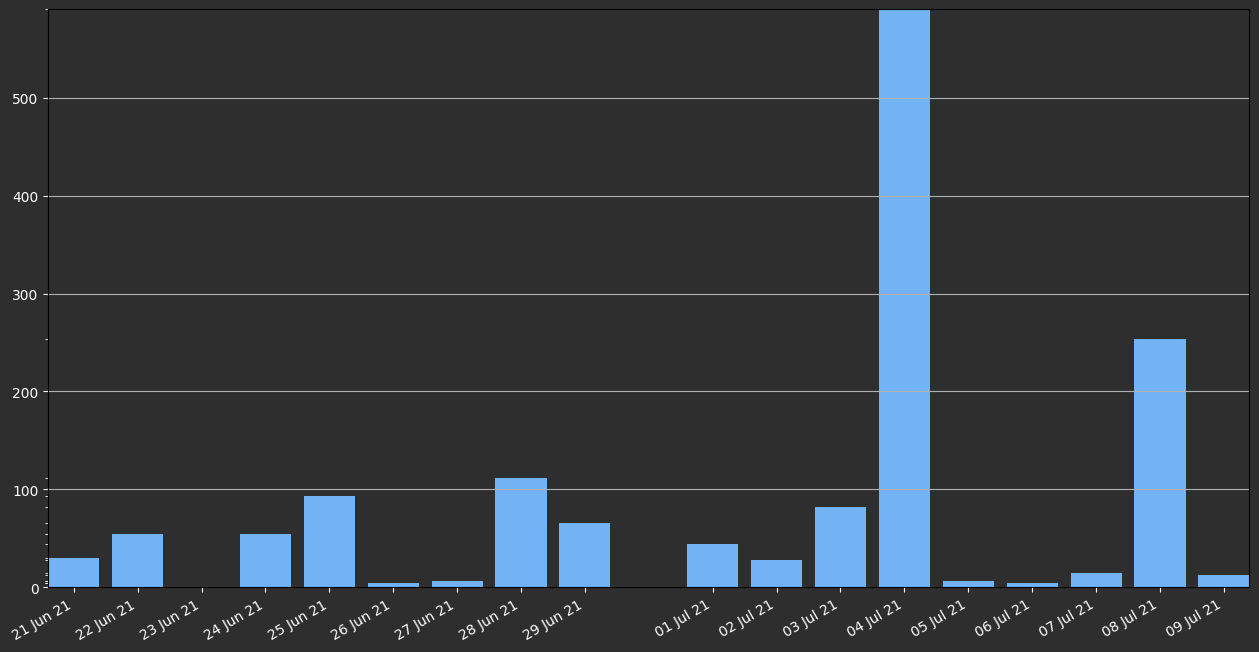 500
400
300
200
100
0
21 Jun 21
22 Jun 21
23 Jun 21
24 Jun 21
25 Jun 21
26 Jun 21
27 Jun 21
28 Jun 21
29 Jun 21
01 Jul 21
02 Jul 21
03 Jul 21
04 Jul 21
05 Jul 21
06 Jul 21
07 Jul 21
08 Jul 21
09 Jul 21